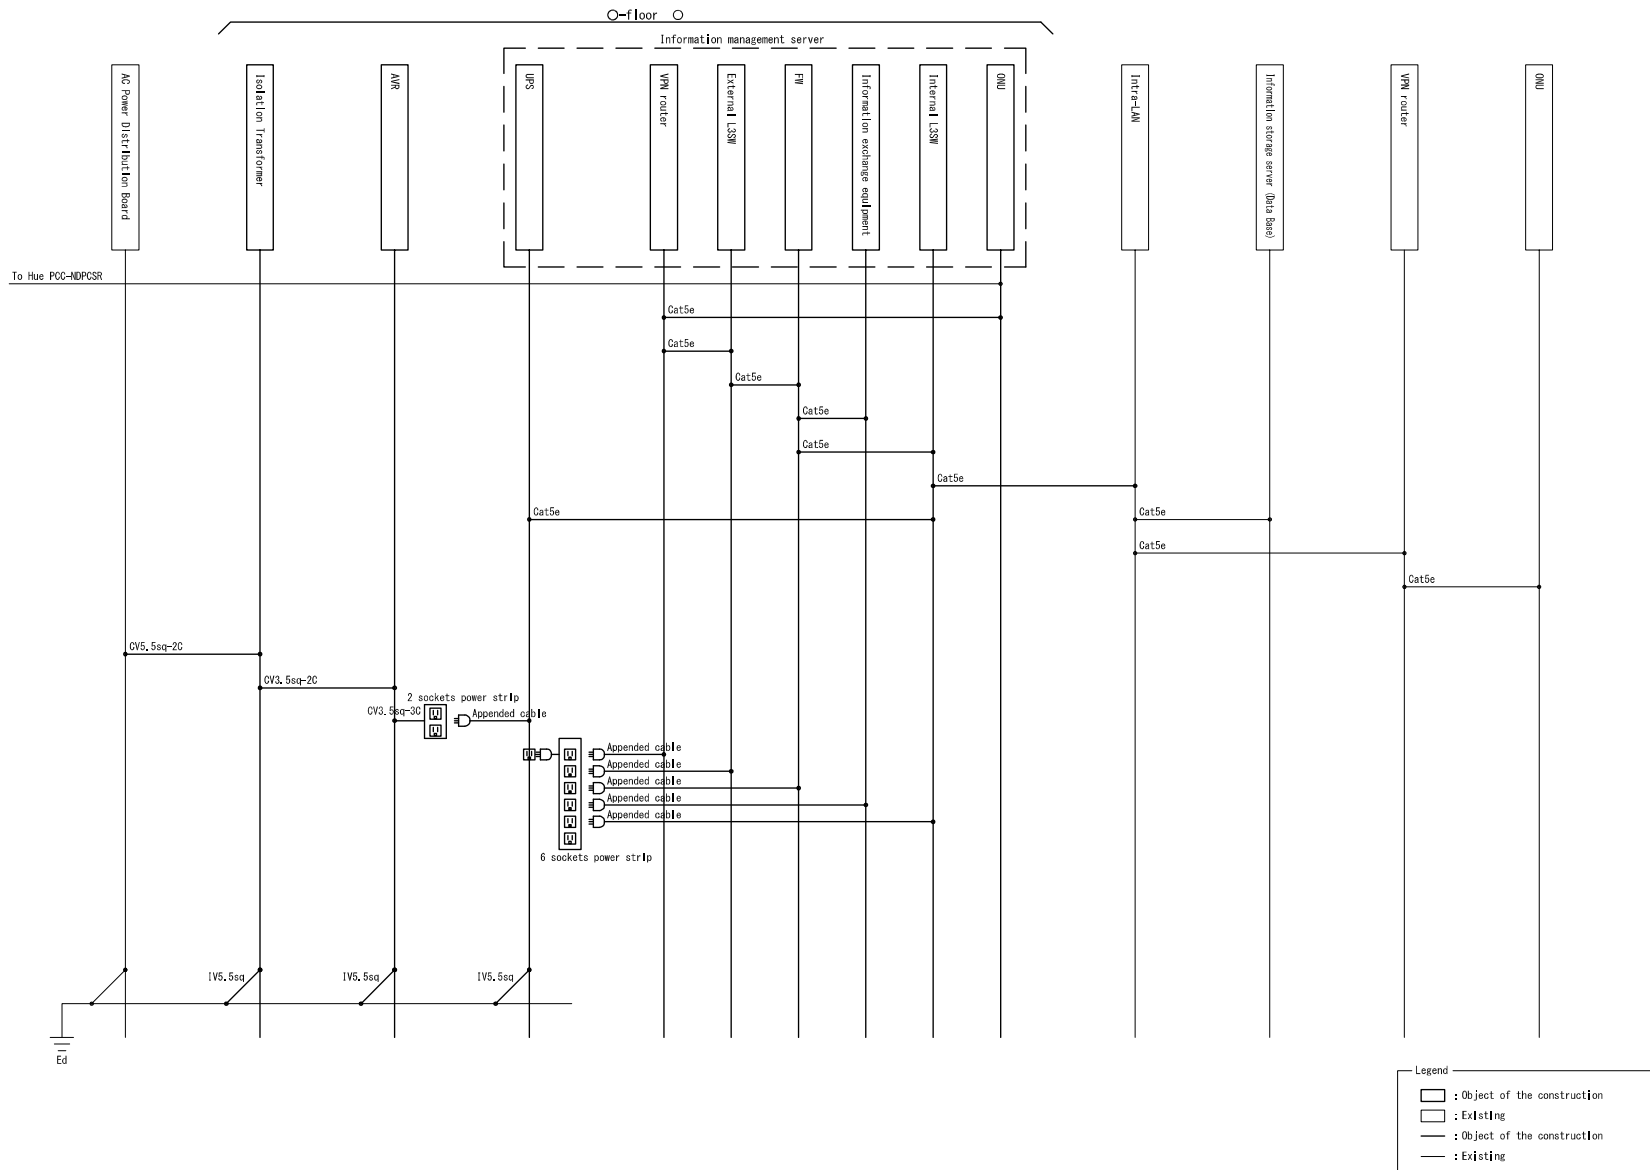 ○-floor ○
Information management server
AC Power Distribution Board
Isolation Transformer
AVR
UPS
VPN router
External L3SW
FW
Information exchange equipment
Internal L3SW
ONU
Intra-LAN
Information storage server (Data Base)
VPN router
ONU
To Hue PCC-NDPCSR
Cat5e
Cat5e
Cat5e
Cat5e
Cat5e
Cat5e
Cat5e
Cat5e
Cat5e
Cat5e
CV5.5sq-2C
CV3.5sq-2C
2 sockets power strip
CV3.5sq-3C
Appended cable
Appended cable
Appended cable
Appended cable
Appended cable
Appended cable
6 sockets power strip
IV5.5sq
IV5.5sq
IV5.5sq
Ed
Legend
: Object of the construction
: Existing
: Object of the construction
: Existing